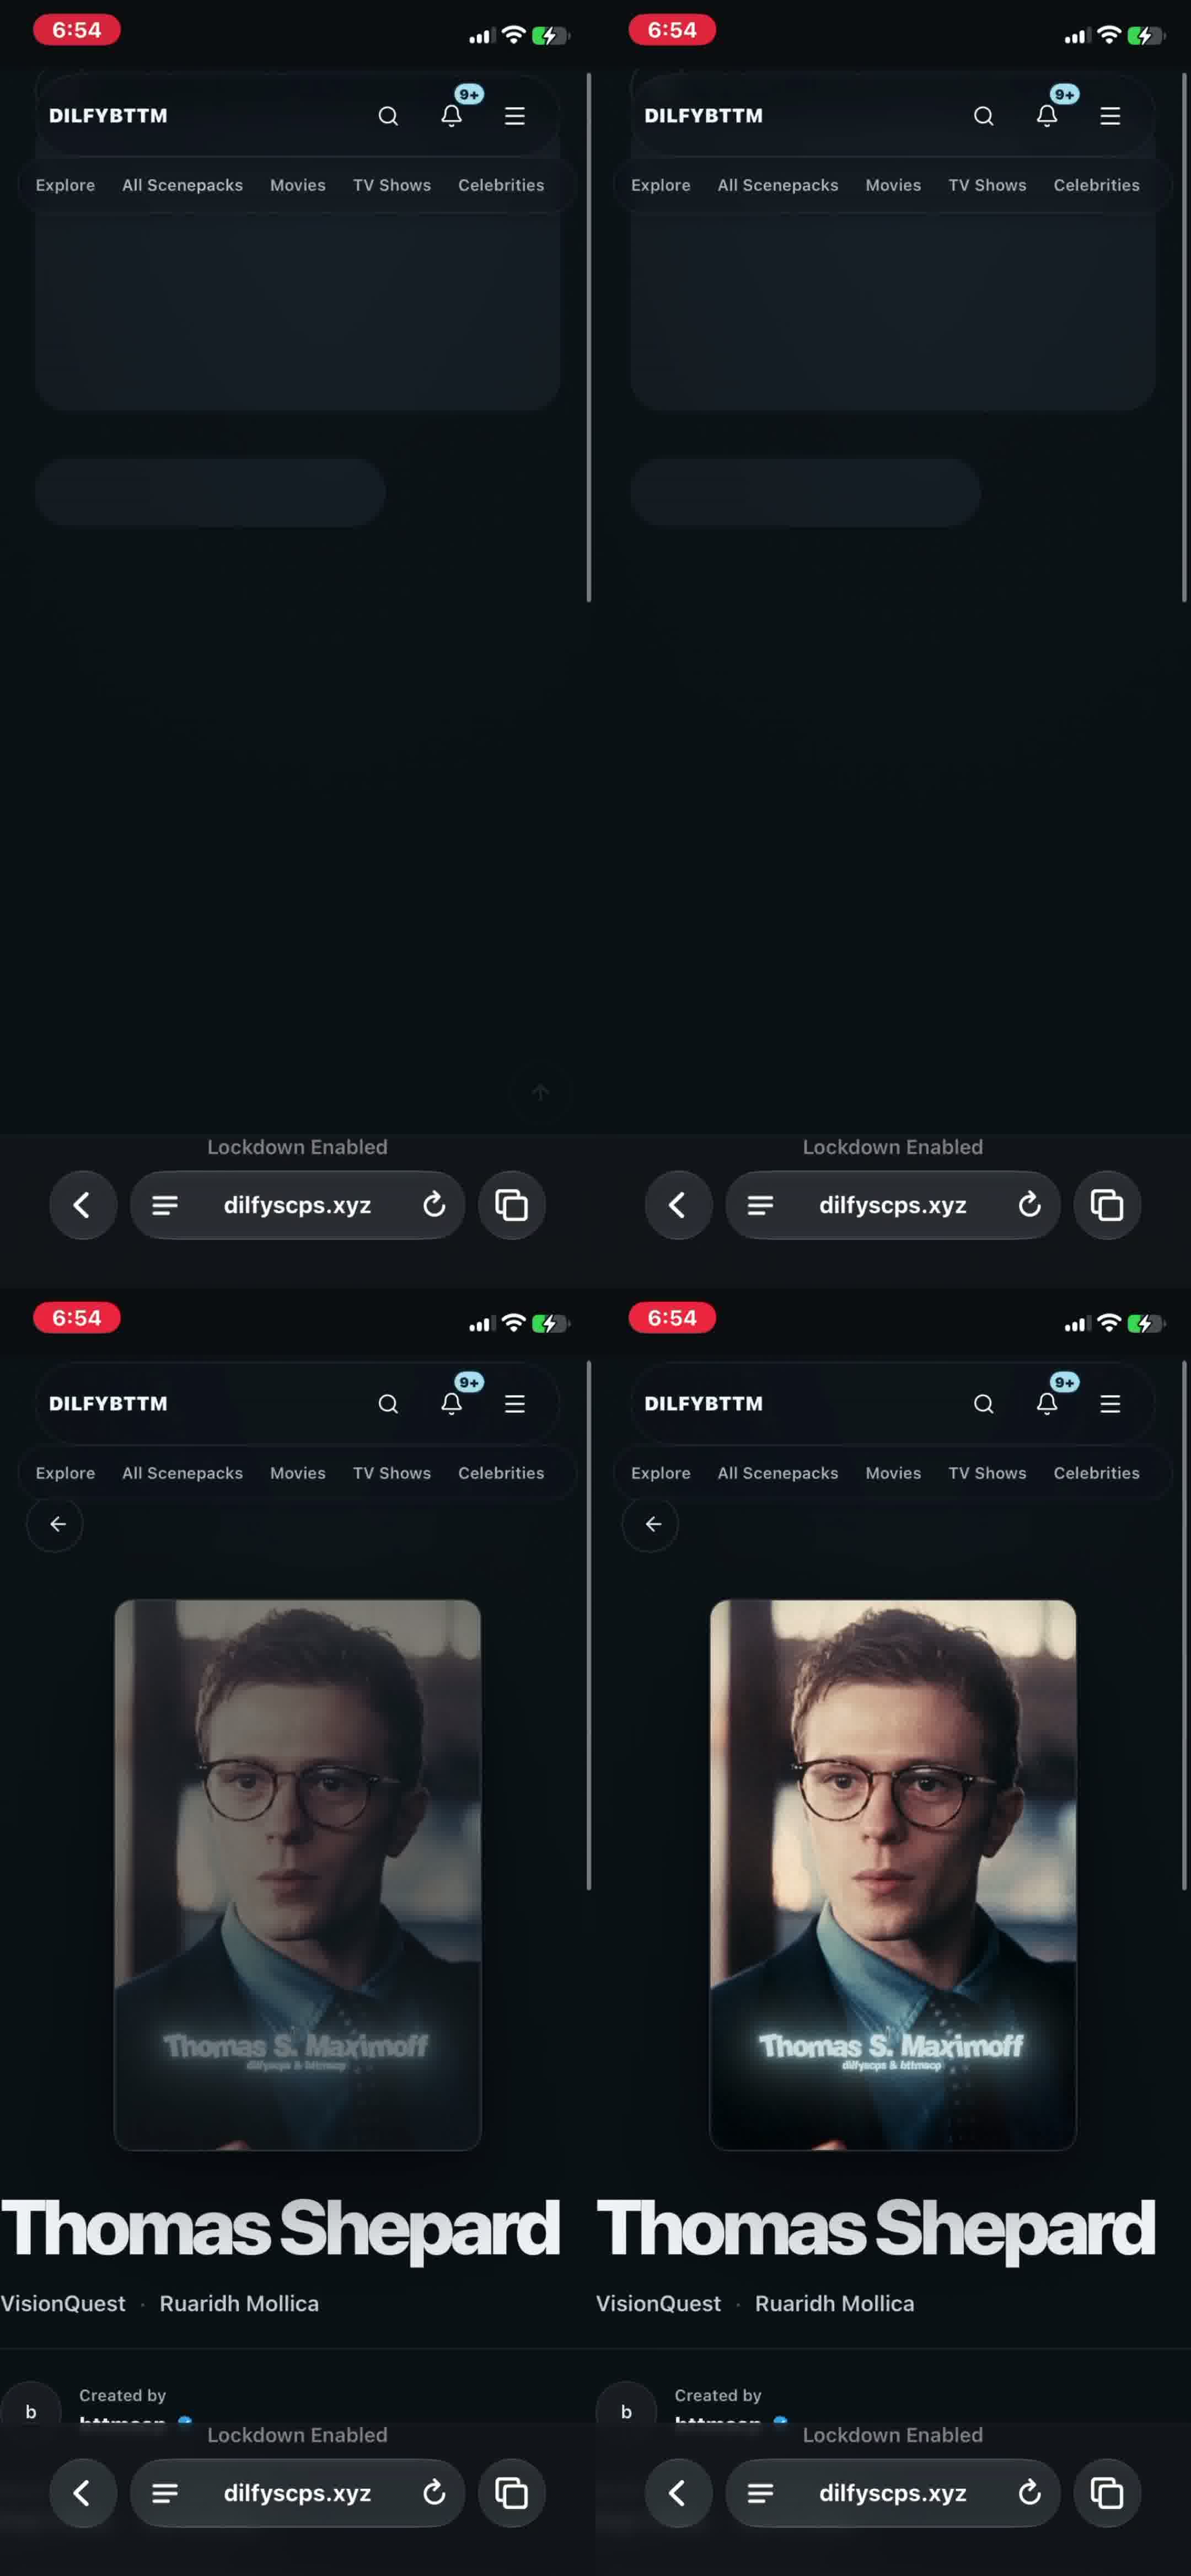 6:54
9+
DILFYBTTM
Explore All Scenepacks Movies TV Shows Celebrities
Lockdown Enabled
dilfyscps.xyz
6:54
9+
DILFYBTTM
Explore All Scenepacks Movies TV Shows Celebrities
Lockdown Enabled
dilfyscps.xyz
6:54
9+
DILFYBTTM
Explore All Scenepacks Movies TV Shows Celebrities
Thomas S. Maximoff
dilfyscps & bttmscp
Thomas Shepard
VisionQuest · Ruaridh Mollica
b
Created by
Lockdown Enabled
dilfyscps.xyz
6:54
9+
DILFYBTTM
Explore All Scenepacks Movies TV Shows Celebrities
Thomas S. Maximoff
dilfyscps & bttmscp
Thomas Shepard
VisionQuest · Ruaridh Mollica
b
Created by
Lockdown Enabled
dilfyscps.xyz